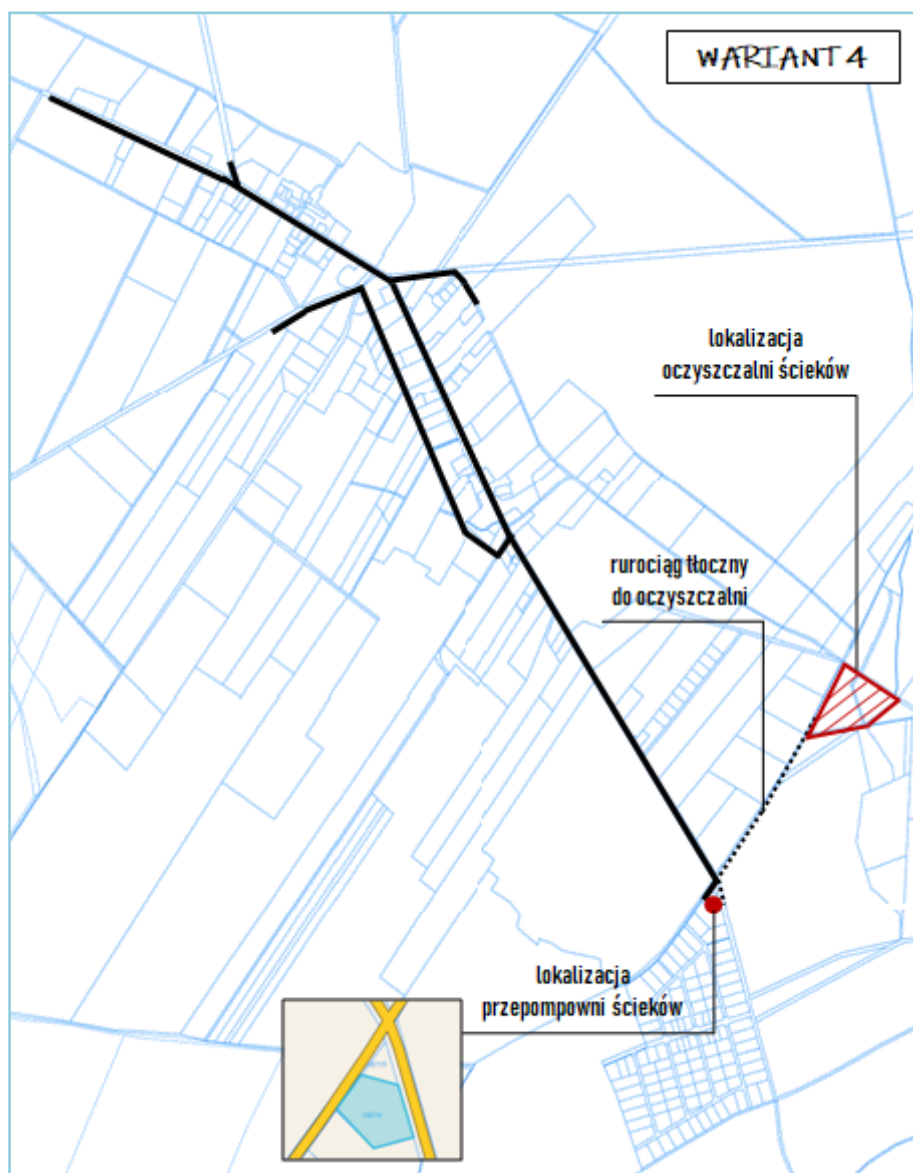 WARIANT 4
lokalizacja
oczyszczalni ścieków
rurociąg tłoczny
do oczyszczalni
lokalizacja
przepompowni ścieków